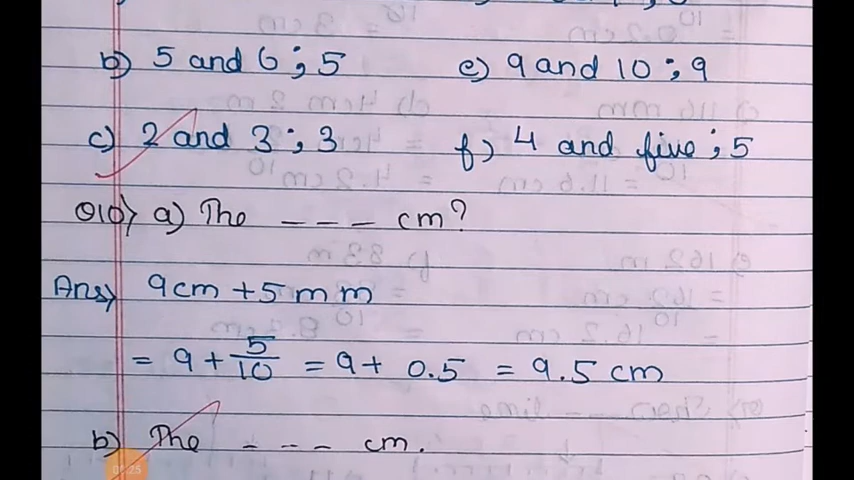 b) 5 and 6 ; 5 e) 9 and 10 ; 9
c) 2 and 3 ; 3 f) 4 and five ; 5
Q10) a) The --- cm?
Ans) 9cm + 5 mm
= 9 + 5/10 = 9 + 0.5 = 9.5 cm
b) The --- cm.